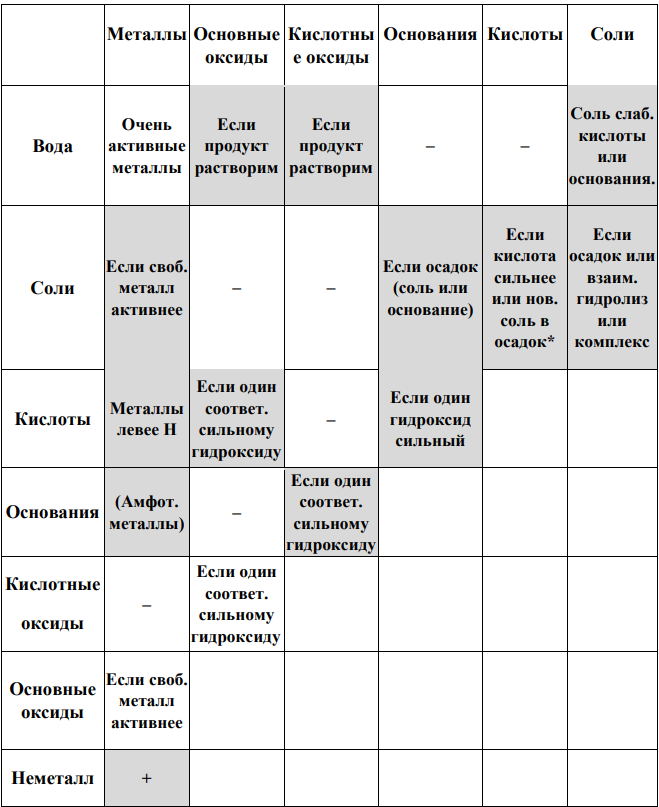 Металлы
Основные
оксиды
Кислотны
е оксиды
Основания
Кислоты
Соли
Вода
Очень
активные
металлы
Если
продукт
растворим
Если
продукт
растворим
–
–
Соль слаб.
кислоты
или
основания.
Соли
Если своб.
металл
активнее
–
–
Если осадок
(соль или
основание)
Если
кислота
сильнее
или нов.
соль в
осадок*
Если
осадок или
взаим.
гидролиз
или
комплекс
Кислоты
Металлы
левее Н
Если один
соответ.
сильному
гидроксиду
–
Если один
гидроксид
сильный
Основания
(Амфот.
металлы)
–
Если один
соответ.
сильному
гидроксиду
Кислотные
оксиды
–
Если один
соответ.
сильному
гидроксиду
Основные
оксиды
Если своб.
металл
активнее
Неметалл
+